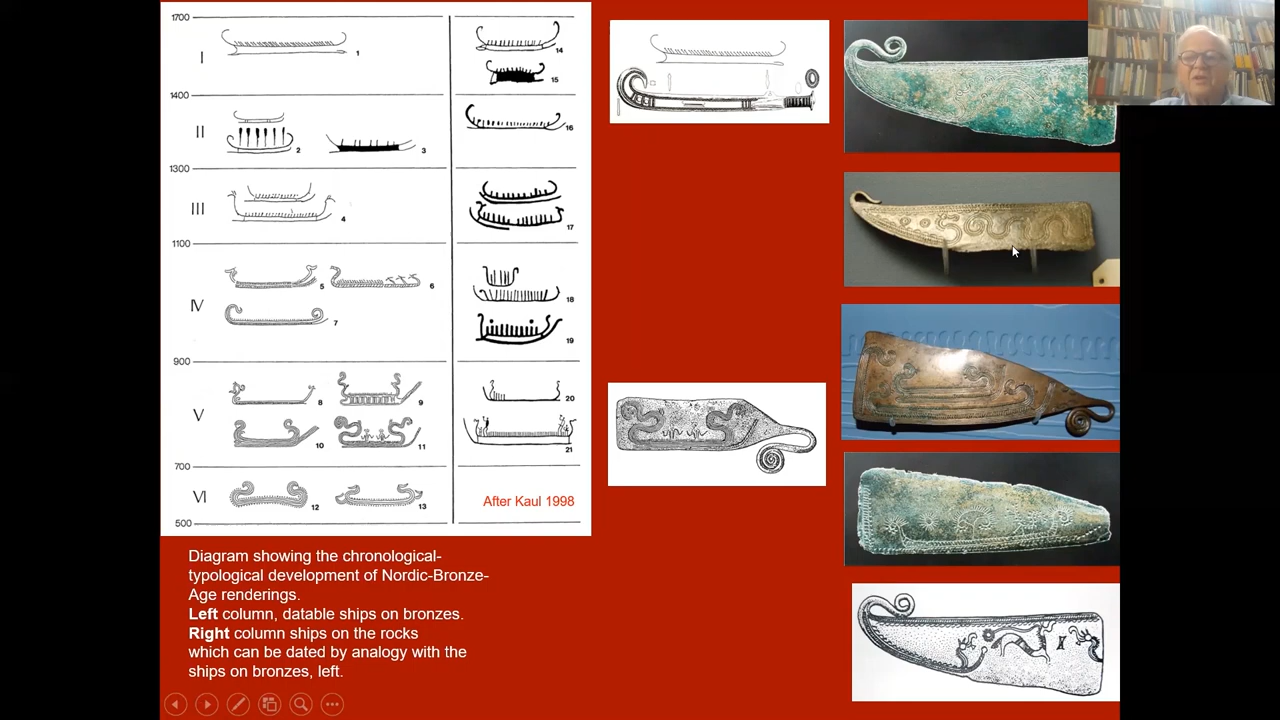 1700
I
1
14
15
1400
II
2
3
16
1300
III
4
17
1100
IV
5
6
7
18
19
900
V
8
9
10
11
20
21
700
VI
12
13
After Kaul 1998
500
Diagram showing the chronological-
typological development of Nordic-Bronze-
Age renderings.
Left column, datable ships on bronzes.
Right column ships on the rocks
which can be dated by analogy with the
ships on bronzes, left.